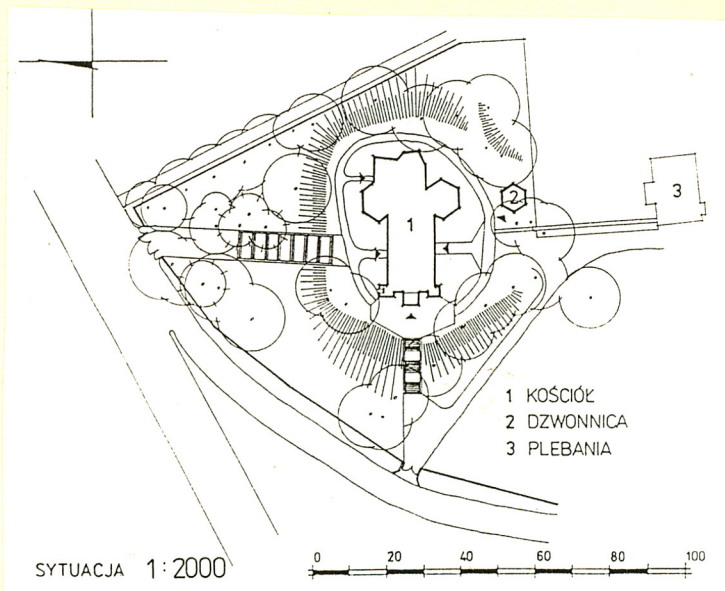 1
2
3
1 KOŚCIÓŁ
2 DZWONNICA
3 PLEBANIA
SYTUACJA 1:2000
0 20 40 60 80 100